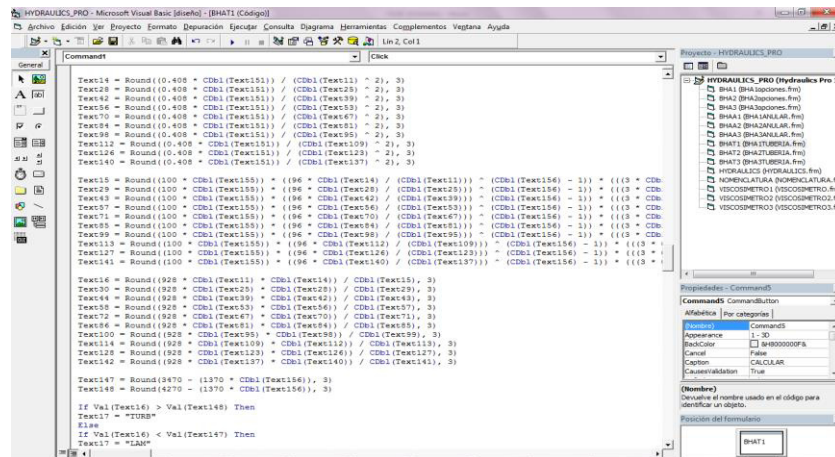 HYDRAULICS_PRO - Microsoft Visual Basic [diseño] - [BHAT1 (Código)]
Archivo Edición Ver Proyecto Formato Depuración Ejecutar Consulta Diagrama Herramientas Complementos Ventana Ayuda
Lín 2, Col 1
General
Command1
Click
Text14 = Round((0.408 * CDbl(Text151)) / (CDbl(Text11) ^ 2), 3)
Text28 = Round((0.408 * CDbl(Text151)) / (CDbl(Text25) ^ 2), 3)
Text42 = Round((0.408 * CDbl(Text151)) / (CDbl(Text39) ^ 2), 3)
Text56 = Round((0.408 * CDbl(Text151)) / (CDbl(Text53) ^ 2), 3)
Text70 = Round((0.408 * CDbl(Text151)) / (CDbl(Text67) ^ 2), 3)
Text84 = Round((0.408 * CDbl(Text151)) / (CDbl(Text81) ^ 2), 3)
Text98 = Round((0.408 * CDbl(Text151)) / (CDbl(Text95) ^ 2), 3)
Text112 = Round((0.408 * CDbl(Text151)) / (CDbl(Text109) ^ 2), 3)
Text126 = Round((0.408 * CDbl(Text151)) / (CDbl(Text123) ^ 2), 3)
Text140 = Round((0.408 * CDbl(Text151)) / (CDbl(Text137) ^ 2), 3)
Text15 = Round((100 * CDbl(Text155)) * ((96 * CDbl(Text14) / (CDbl(Text11))) ^ (CDbl(Text156) - 1)) * (((3 * CDb
Text29 = Round((100 * CDbl(Text155)) * ((96 * CDbl(Text28) / (CDbl(Text25))) ^ (CDbl(Text156) - 1)) * (((3 * CDb
Text43 = Round((100 * CDbl(Text155)) * ((96 * CDbl(Text42) / (CDbl(Text39))) ^ (CDbl(Text156) - 1)) * (((3 * CDb
Text57 = Round((100 * CDbl(Text155)) * ((96 * CDbl(Text56) / (CDbl(Text53))) ^ (CDbl(Text156) - 1)) * (((3 * CDb
Text71 = Round((100 * CDbl(Text155)) * ((96 * CDbl(Text70) / (CDbl(Text67))) ^ (CDbl(Text156) - 1)) * (((3 * CDb
Text85 = Round((100 * CDbl(Text155)) * ((96 * CDbl(Text84) / (CDbl(Text81))) ^ (CDbl(Text156) - 1)) * (((3 * CDb
Text99 = Round((100 * CDbl(Text155)) * ((96 * CDbl(Text98) / (CDbl(Text95))) ^ (CDbl(Text156) - 1)) * (((3 * CDb
Text113 = Round((100 * CDbl(Text155)) * ((96 * CDbl(Text112) / (CDbl(Text109))) ^ (CDbl(Text156) - 1)) * (((3 *
Text127 = Round((100 * CDbl(Text155)) * ((96 * CDbl(Text126) / (CDbl(Text123))) ^ (CDbl(Text156) - 1)) * (((3 *
Text141 = Round((100 * CDbl(Text155)) * ((96 * CDbl(Text140) / (CDbl(Text137))) ^ (CDbl(Text156) - 1)) * (((3 *
Text16 = Round((928 * CDbl(Text11) * CDbl(Text14)) / CDbl(Text15), 3)
Text30 = Round((928 * CDbl(Text25) * CDbl(Text28)) / CDbl(Text29), 3)
Text44 = Round((928 * CDbl(Text39) * CDbl(Text42)) / CDbl(Text43), 3)
Text58 = Round((928 * CDbl(Text53) * CDbl(Text56)) / CDbl(Text57), 3)
Text72 = Round((928 * CDbl(Text67) * CDbl(Text70)) / CDbl(Text71), 3)
Text86 = Round((928 * CDbl(Text81) * CDbl(Text84)) / CDbl(Text85), 3)
Text100 = Round((928 * CDbl(Text95) * CDbl(Text98)) / CDbl(Text99), 3)
Text114 = Round((928 * CDbl(Text109) * CDbl(Text112)) / CDbl(Text113), 3)
Text128 = Round((928 * CDbl(Text123) * CDbl(Text126)) / CDbl(Text127), 3)
Text142 = Round((928 * CDbl(Text137) * CDbl(Text140)) / CDbl(Text141), 3)
Text147 = Round(3470 - (1370 * CDbl(Text156)), 3)
Text148 = Round(4270 - (1370 * CDbl(Text156)), 3)
If Val(Text16) > Val(Text148) Then
Text17 = "TURB"
Else
If Val(Text16) < Val(Text147) Then
Text17 = "LAM"
Proyecto - HYDRAULICS_PRO
HYDRAULICS_PRO (Hydraulics Pro
BHA1 (BHA1opciones.frm)
BHA2 (BHA2opciones.frm)
BHA3 (BHA3opciones.frm)
BHAA1 (BHA1ANULAR.frm)
BHAA2 (BHA2ANULAR.frm)
BHAA3 (BHA3ANULAR.frm)
BHAT1 (BHA1TUBERIA.frm)
BHAT2 (BHA2TUBERIA.frm)
BHAT3 (BHA3TUBERIA.frm)
HYDRAULICS (HYDRAULICS.frm)
NOMENCLATURA (NOMENCLATURA.f
VISCOSIMETRO1 (VISCOSIMETRO.fr
VISCOSIMETRO2 (VISCOSIMETRO2.
VISCOSIMETRO3 (VISCOSIMETRO3.
Propiedades - Command5
Command5 CommandButton
Alfabética Por categorías
(Nombre) Command5
Appearance 1 - 3D
BackColor &H8000000F&
Cancel False
Caption CALCULAR
CausesValidation True
(Nombre)
Devuelve el nombre usado en el código para identificar un objeto.
Posición del formulario
BHAT1